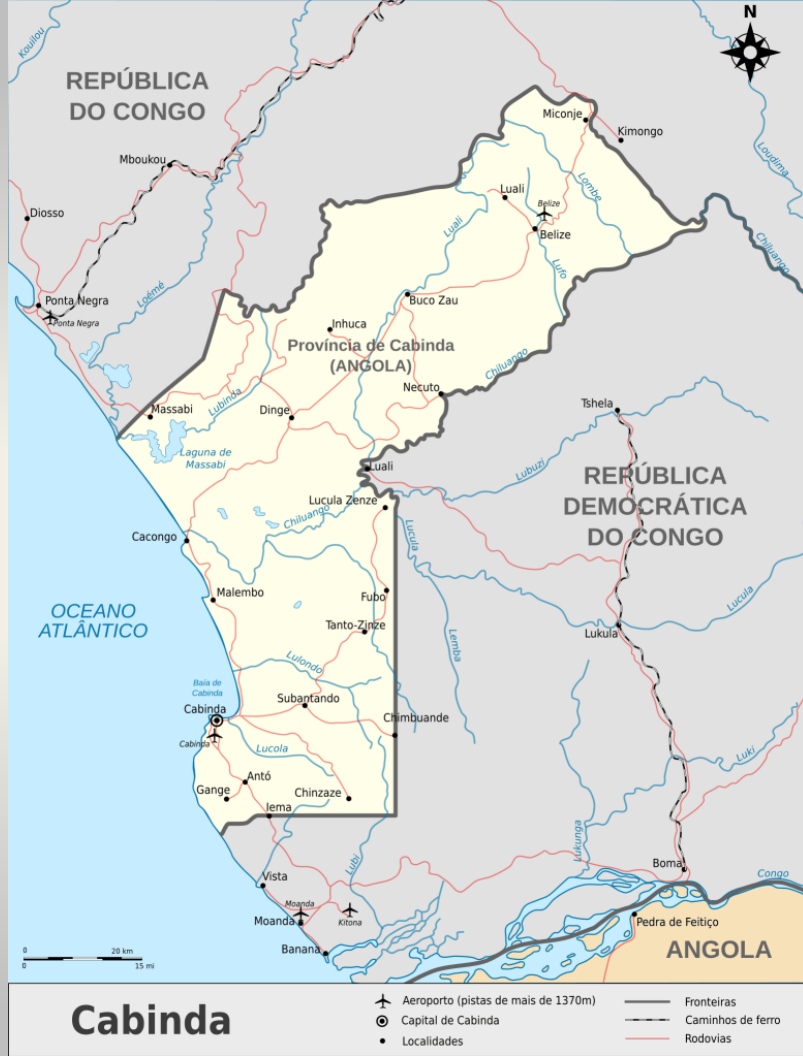 N
Kouilou
REPÚBLICA
DO CONGO
Miconje
Kimongo
Loudima
Mboukou
Lombe
Luali
Belize
Diosso
Luali
Belize
Chiluango
Lufo
Loémé
Ponta Negra
Ponta Negra
Buco Zau
Inhuca
Província de Cabinda
(ANGOLA)
Chiluango
Necuto
Lubinda
Massabi
Dinge
Tshela
Laguna de
Massabi
Luali
Lubuzi
REPÚBLICA
DEMOCRÁTICA
DO CONGO
Lucula Zenze
Chiluango
Lucula
Cacongo
Malembo
Fubo
Lucula
OCEANO
ATLÂNTICO
Tanto-Zinze
Lemba
Lukula
Lulondo
Baía de
Cabinda
Subantando
Cabinda
Chimbuande
Cabinda
Lucola
Luki
Antó
Gange
Chinzaze
Iema
Lukunga
Lubi
Boma
Vista
Congo
Moanda
Moanda
Kitona
Pedra de Feitiço
Banana
ANGOLA
0 20 km
0 15 mi
Cabinda
Aeroporto (pistas de mais de 1370m)
Capital de Cabinda
Localidades
Fronteiras
Caminhos de ferro
Rodovias